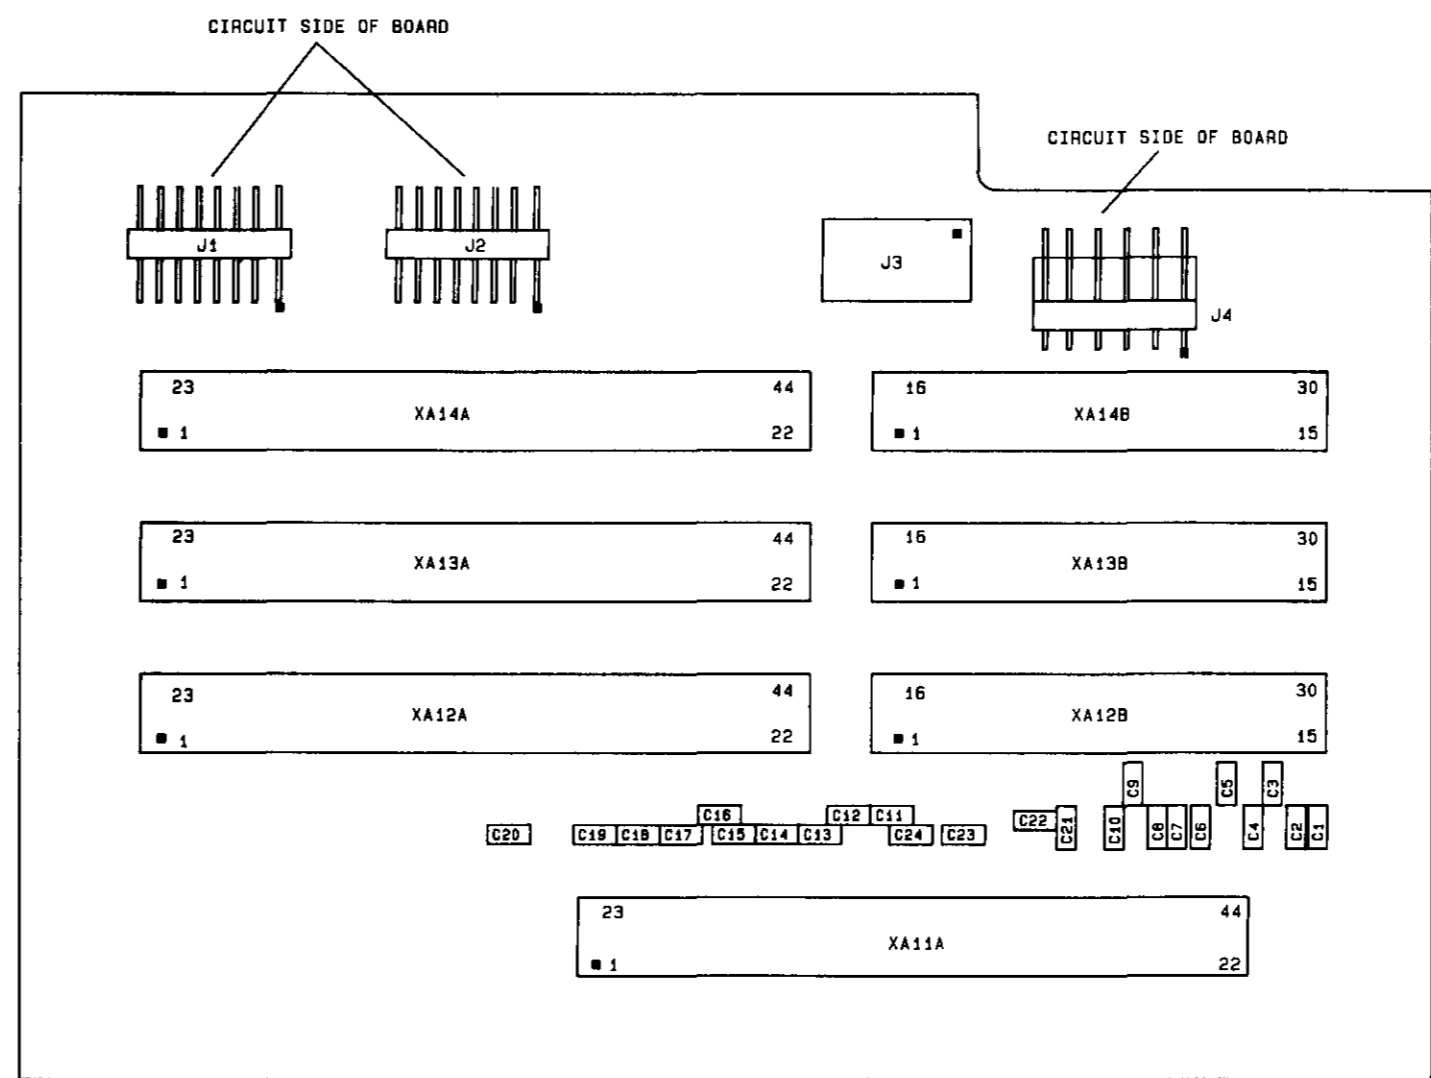 CIRCUIT SIDE OF BOARD
CIRCUIT SIDE OF BOARD
J1 J2 J3
J4
23 44 16 30
XA14A XA14B
1 22 1 15
23 44 16 30
XA13A XA13B
1 22 1 15
23 44 16 30
XA12A XA12B
1 22 1 15
C9 C5 C3
C16 C12 C11 C22
C20 C19 C18 C17 C15 C14 C13 C24 C23 C21 C10 C8 C7 C6 C4 C2 C1
23 44
XA11A
1 22